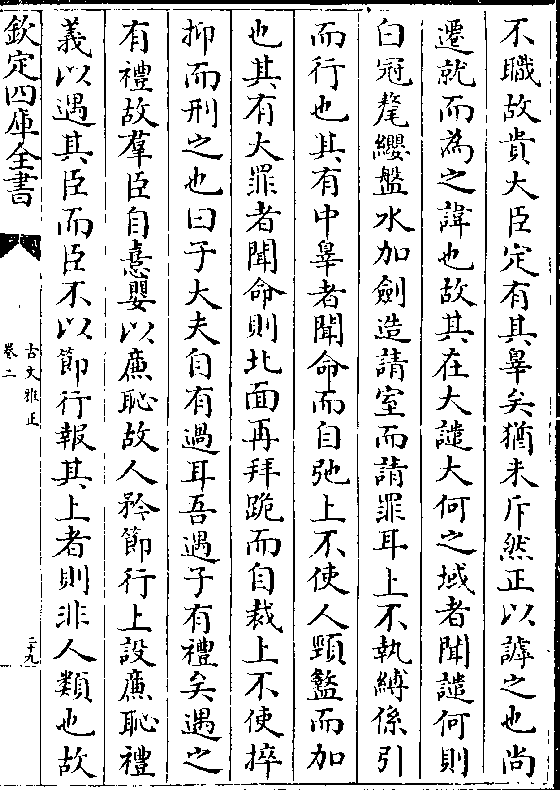 不職故貴大臣定有其辠矣猶未斥然正以謼之也尚
遷就而為之諱也故其在大譴大何之域者聞譴何則
白冠氂纓盤水加劍造請室而請罪耳上不執縛係引
而行也其有中辠者聞命而自弛上不使人頸盭而加
也其有大罪者聞命則北面再拜跪而自裁上不使捽
抑而刑之也曰子大夫自有過耳吾遇子有禮矣遇之
有禮故羣臣自憙嬰以廉恥故人矜節行上設廉恥禮
義以遇其臣而臣不以節行報其上者則非人類也故
欽定四庫全書
古文雅正
卷二
二十九